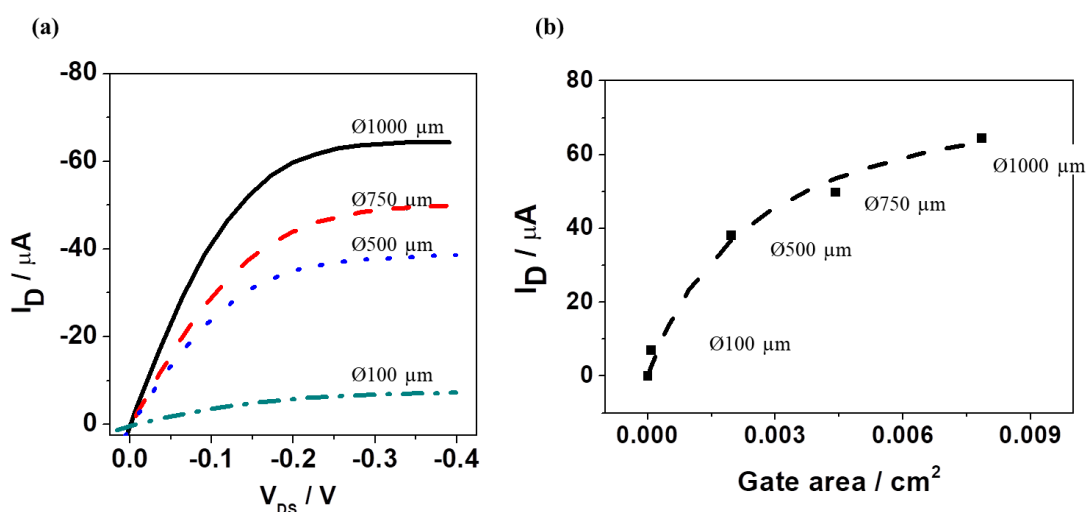 (a)
-80
-60
-40
-20
0
I_D / µA
Ø1000 µm
Ø750 µm
Ø500 µm
Ø100 µm
0.0 -0.1 -0.2 -0.3 -0.4
V_DS / V
(b)
80
60
40
20
0
I_D / µA
Ø1000 µm
Ø750 µm
Ø500 µm
Ø100 µm
0.000 0.003 0.006 0.009
Gate area / cm²